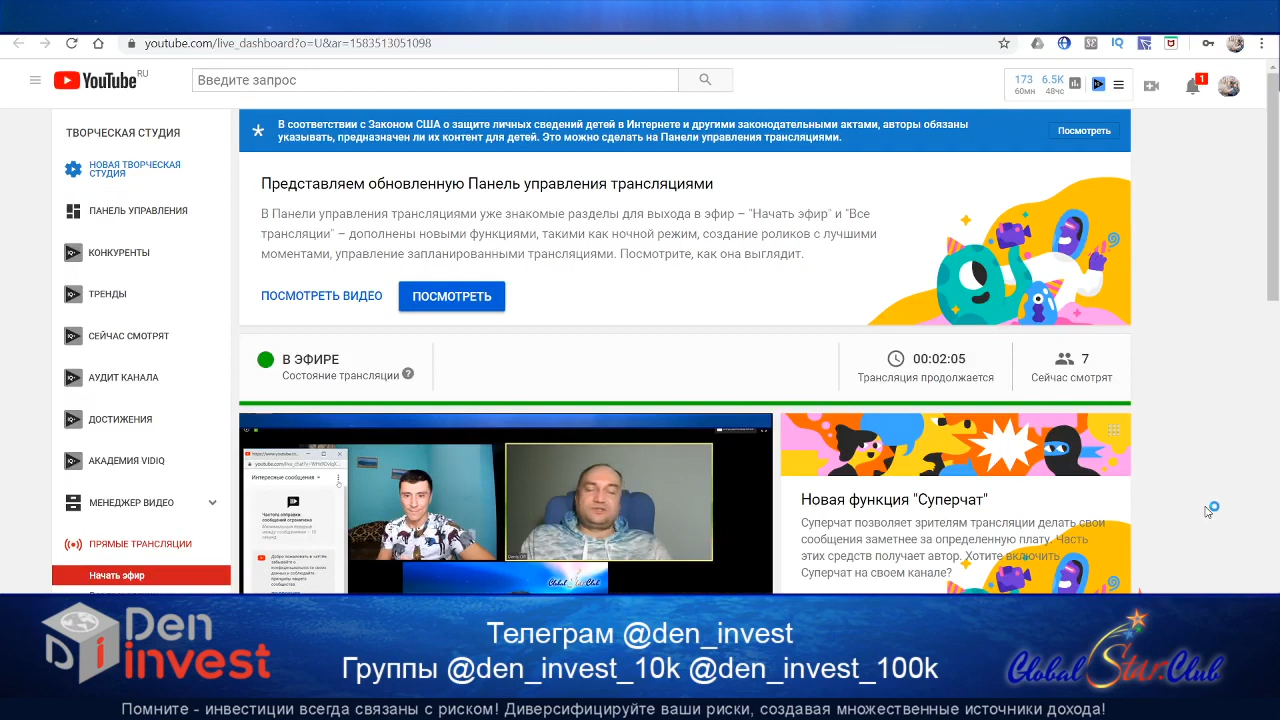 youtube.com/live_dashboard?o=U&ar=1583513051098
YouTube RU
Введите запрос
173 6.5K
60мн 48чс
1
ТВОРЧЕСКАЯ СТУДИЯ
НОВАЯ ТВОРЧЕСКАЯ
СТУДИЯ
ПАНЕЛЬ УПРАВЛЕНИЯ
КОНКУРЕНТЫ
ТРЕНДЫ
СЕЙЧАС СМОТРЯТ
АУДИТ КАНАЛА
ДОСТИЖЕНИЯ
АКАДЕМИЯ VIDIQ
МЕНЕДЖЕР ВИДЕО
ПРЯМЫЕ ТРАНСЛЯЦИИ
Начать эфир
В соответствии с Законом США о защите личных сведений детей в Интернете и другими законодательными актами, авторы обязаны
указывать, предназначен ли их контент для детей. Это можно сделать на Панели управления трансляциями.
Посмотреть
Представляем обновленную Панель управления трансляциями
В Панели управления трансляциями уже знакомые разделы для выхода в эфир – "Начать эфир" и "Все
трансляции" – дополнены новыми функциями, такими как ночной режим, создание роликов с лучшими
моментами, управление запланированными трансляциями. Посмотрите, как она выглядит.
ПОСМОТРЕТЬ ВИДЕО
ПОСМОТРЕТЬ
В ЭФИРЕ
Состояние трансляции
00:02:05
Трансляция продолжается
7
Сейчас смотрят
Интересные сообщения
Новая функция "Суперчат"
Суперчат позволяет зрителям трансляции делать свои
сообщения заметнее за определенную плату. Часть
этих средств получает автор. Хотите включить
Суперчат на своем канале?
Den
invest
Телеграм @den_invest
Группы @den_invest_10k @den_invest_100k
Global Star Club
Помните - инвестиции всегда связаны с риском! Диверсифицируйте ваши риски, создавая множественные источники дохода!